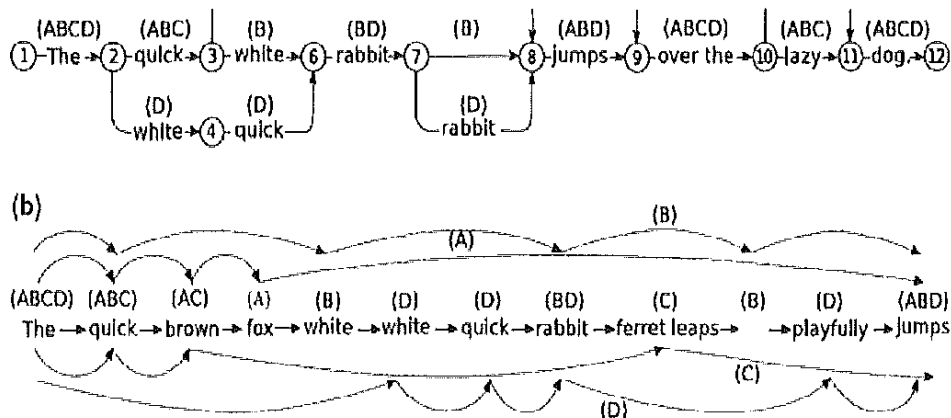 (ABCD) (ABC) (B) (BD) (B) (ABD) (ABCD) (ABC) (ABCD)
1 The 2 quick 3 white 6 rabbit 7 8 jumps 9 over the 10 lazy 11 dog, 12
(D) (D) (D)
white 4 quick rabbit
(b)
(B)
(A)
(ABCD) (ABC) (AC) (A) (B) (D) (D) (BD) (C) (B) (D) (ABD)
The quick brown fox white white quick rabbit ferret leaps playfully jumps
(C)
(D)